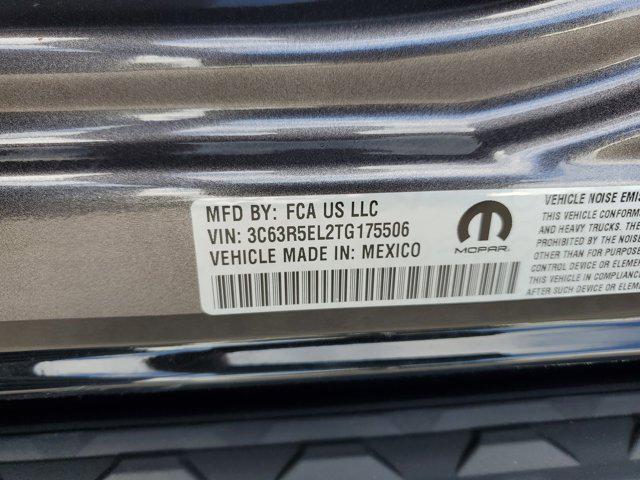 MFD BY: FCA US LLC
VIN: 3C63R5EL2TG175506
VEHICLE MADE IN: MEXICO
MOPAR
VEHICLE NOISE EMIS
THIS VEHICLE CONFORMS
AND HEAVY TRUCKS. THE
PROHIBITED BY THE NOISE
OTHER THAN FOR PURPOSE
CONTROL DEVICE OR ELEMEN
THIS VEHICLE IN COMPLIANC
AFTER SUCH DEVICE OR ELEME